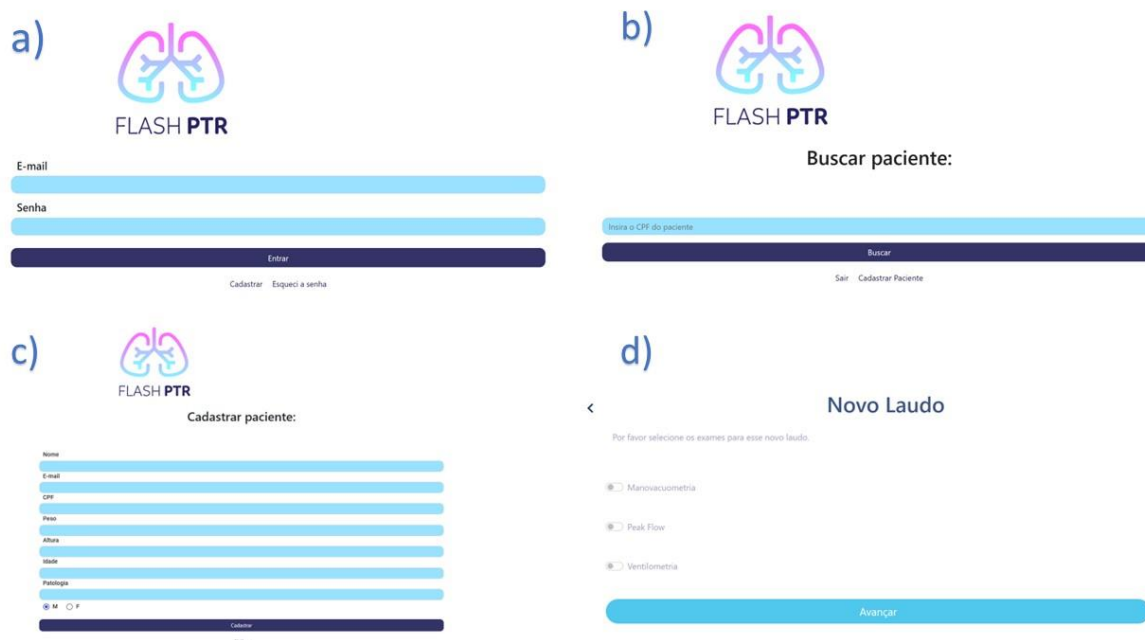 a)
FLASH PTR
E-mail
Senha
Entrar
Cadastrar Esqueci a senha
b)
FLASH PTR
Buscar paciente:
Insira o CPF do paciente
Buscar
Sair Cadastrar Paciente
c)
FLASH PTR
Cadastrar paciente:
Nome
E-mail
CPF
Peso
Altura
Idade
Patologia
M F
Cadastrar
d)
<
Novo Laudo
Por favor selecione os exames para esse novo laudo.
Manovacuometria
Peak Flow
Ventilometria
Avançar